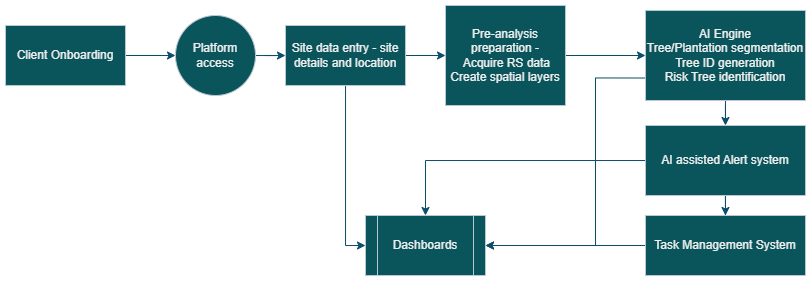 Client Onboarding
Platform
access
Site data entry - site
details and location
Pre-analysis
preparation -
Acquire RS data
Create spatial layers
AI Engine
Tree/Plantation segmentation
Tree ID generation
Risk Tree identification
AI assisted Alert system
Dashboards
Task Management System